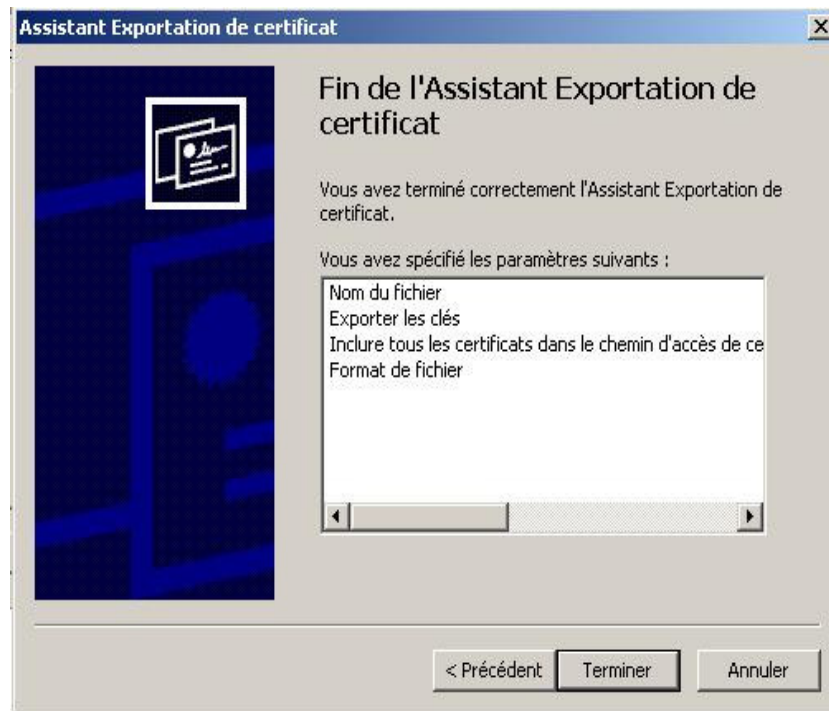 Assistant Exportation de certificat
Fin de l'Assistant Exportation de
certificat
Vous avez terminé correctement l'Assistant Exportation de
certificat.
Vous avez spécifié les paramètres suivants :
Nom du fichier
Exporter les clés
Inclure tous les certificats dans le chemin d'accès de ce
Format de fichier
< Précédent Terminer Annuler